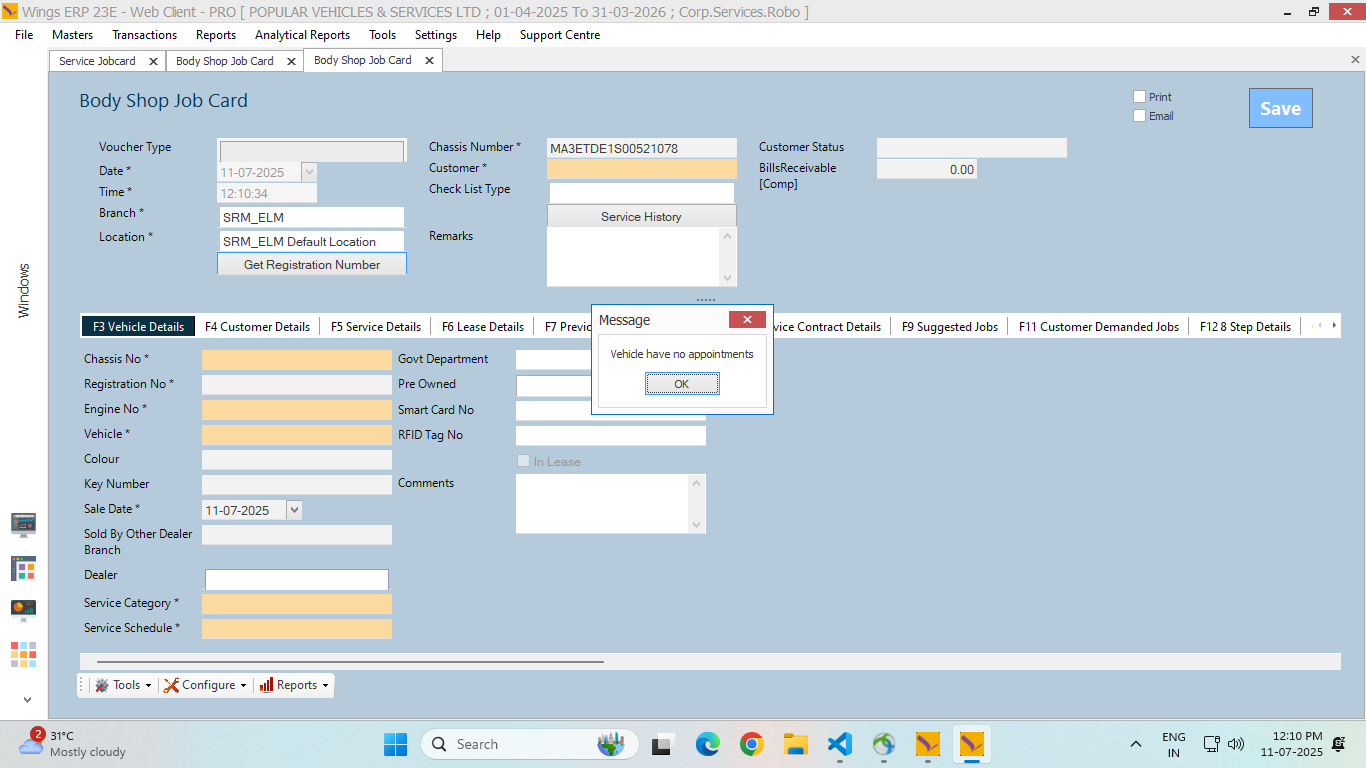 Wings ERP 23E - Web Client - PRO [ POPULAR VEHICLES & SERVICES LTD ; 01-04-2025 To 31-03-2026 ; Corp.Services.Robo ]
File Masters Transactions Reports Analytical Reports Tools Settings Help Support Centre
Service Jobcard Body Shop Job Card Body Shop Job Card
Body Shop Job Card
Print
Email
Save
Voucher Type
Date *
11-07-2025
Time *
12:10:34
Branch *
SRM_ELM
Location *
SRM_ELM Default Location
Get Registration Number
Chassis Number *
MA3ETDE1S00521078
Customer *
Check List Type
Service History
Remarks
Customer Status
BillsReceivable
[Comp]
0.00
Windows
F3 Vehicle Details F4 Customer Details F5 Service Details F6 Lease Details F7 Previo vice Contract Details F9 Suggested Jobs F11 Customer Demanded Jobs F12 8 Step Details
Message
Vehicle have no appointments
OK
Chassis No *
Registration No *
Engine No *
Vehicle *
Colour
Key Number
Sale Date *
11-07-2025
Sold By Other Dealer
Branch
Dealer
Service Category *
Service Schedule *
Govt Department
Pre Owned
Smart Card No
RFID Tag No
In Lease
Comments
Tools Configure Reports
2
31°C
Mostly cloudy
Search
ENG
IN
12:10 PM
11-07-2025